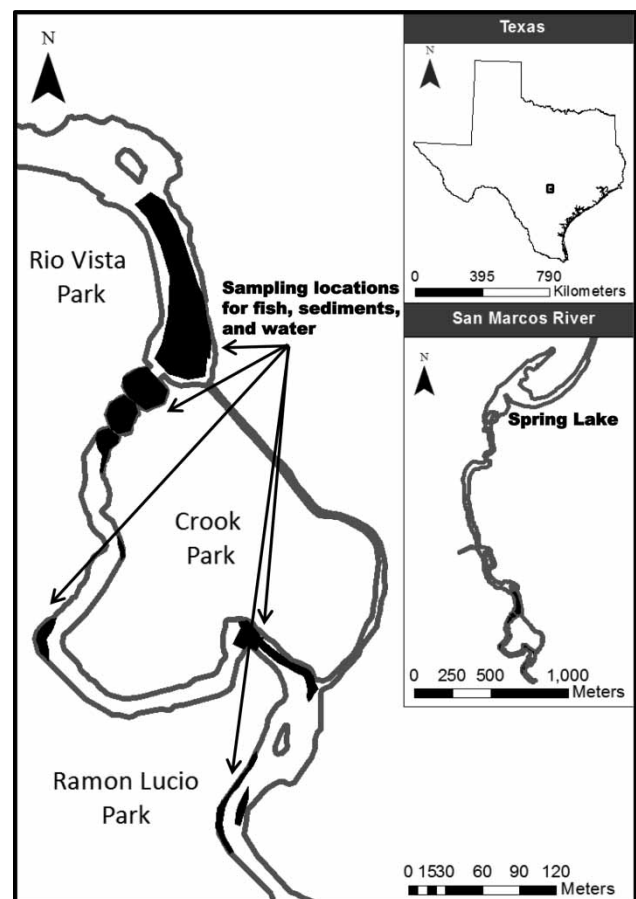 N
Rio Vista
Park
Sampling locations
for fish, sediments,
and water
Crook
Park
Ramon Lucio
Park
0 15 30 60 90 120
Meters
Texas
N
0 395 790
Kilometers
San Marcos River
N
Spring Lake
0 250 500 1,000
Meters